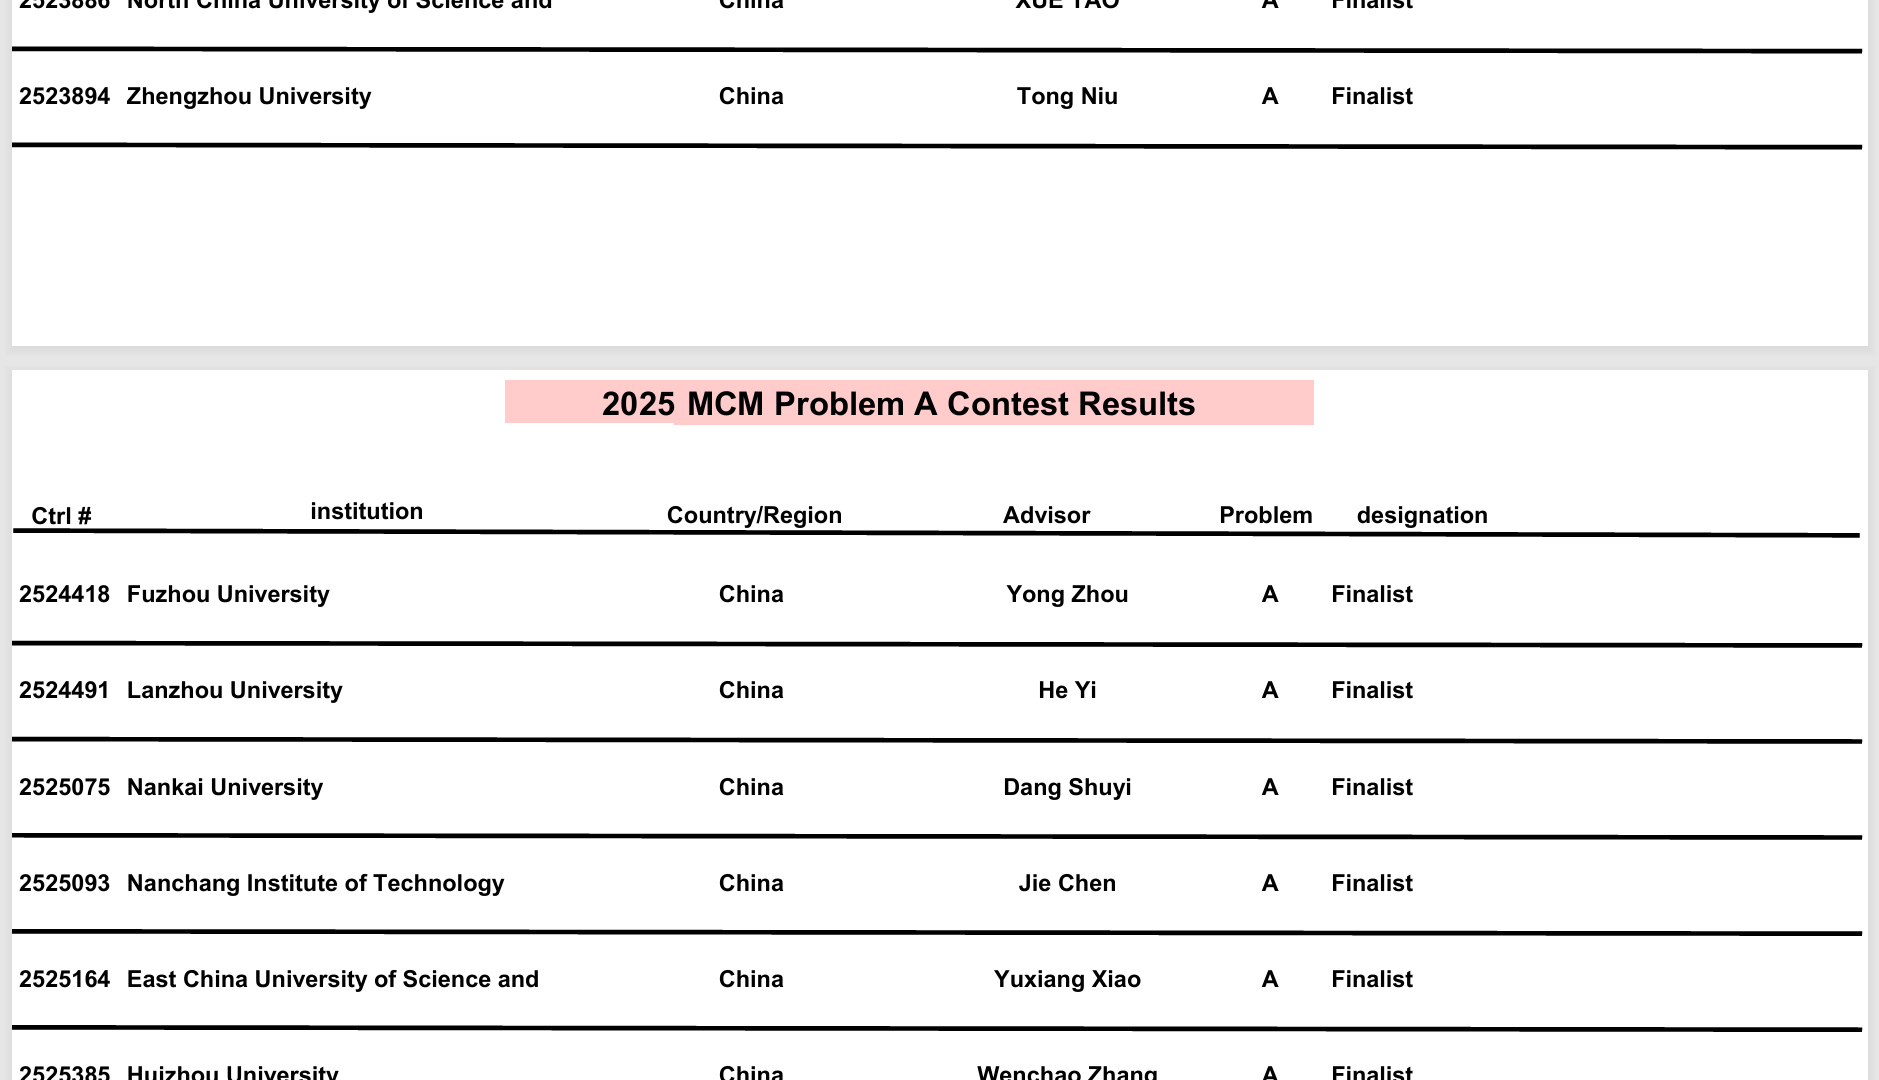 2523886 North China University of Science and China XUE TAO A Finalist
2523894 Zhengzhou University China Tong Niu A Finalist
2025 MCM Problem A Contest Results
Ctrl # institution Country/Region Advisor Problem designation
2524418 Fuzhou University China Yong Zhou A Finalist
2524491 Lanzhou University China He Yi A Finalist
2525075 Nankai University China Dang Shuyi A Finalist
2525093 Nanchang Institute of Technology China Jie Chen A Finalist
2525164 East China University of Science and China Yuxiang Xiao A Finalist
2525385 Huizhou University China Wenchao Zhang A Finalist